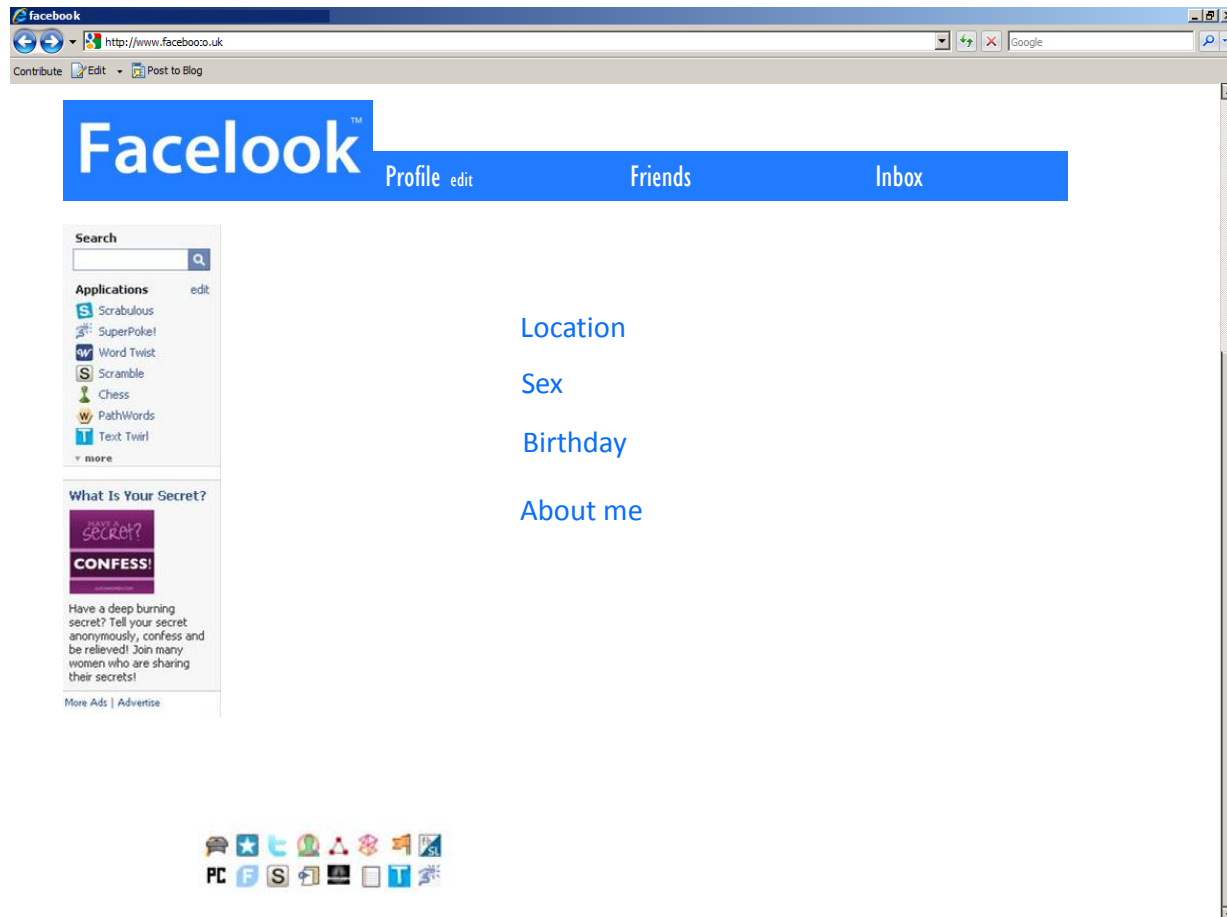 facebook
http://www.faceboo:o.uk
Google
Contribute Edit Post to Blog
Facelook™
Profile edit Friends Inbox
Search
Applications edit
Scrabulous
SuperPoke!
Word Twist
Scramble
Chess
PathWords
Text Twirl
more
What Is Your Secret?
HAVE A
SECRET?
CONFESS!
Have a deep burning
secret? Tell your secret
anonymously, confess and
be relieved! Join many
women who are sharing
their secrets!
More Ads | Advertise
Location
Sex
Birthday
About me
PC F S T